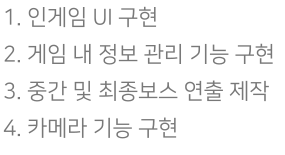 1. 인게임 UI 구현
2. 게임 내 정보 관리 기능 구현
3. 중간 및 최종보스 연출 제작
4. 카메라 기능 구현